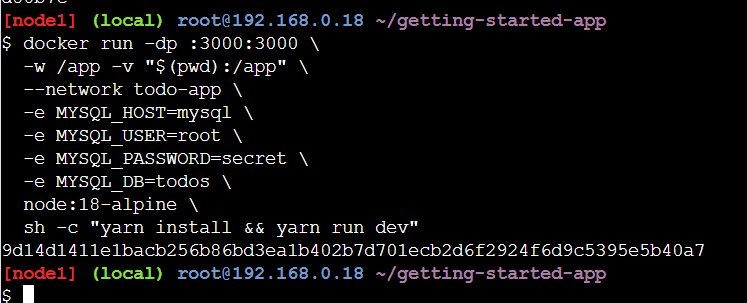 [node1] (local) root@192.168.0.18 ~/getting-started-app
$ docker run -dp :3000:3000 \
-w /app -v "$(pwd):/app" \
--network todo-app \
-e MYSQL_HOST=mysql \
-e MYSQL_USER=root \
-e MYSQL_PASSWORD=secret \
-e MYSQL_DB=todos \
node:18-alpine \
sh -c "yarn install && yarn run dev"
9d14d1411e1bacb256b86bd3ea1b402b7d701ecb2d6f2924f6d9c5395e5b40a7
[node1] (local) root@192.168.0.18 ~/getting-started-app
$